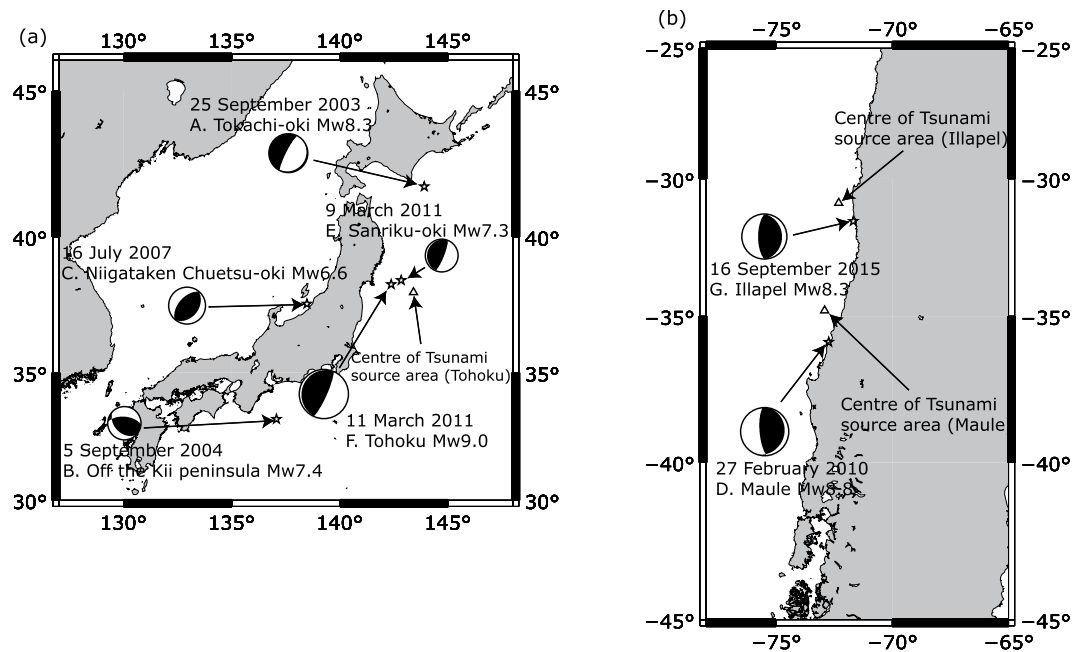 (a)
130° 135° 140° 145°
45° 45°
25 September 2003
A. Tokachi-oki Mw8.3
9 March 2011
E. Sanriku-oki Mw7.3
40° 40°
16 July 2007
C. Niigataken Chuetsu-oki Mw6.6
Centre of Tsunami
source area (Tohoku)
35° 35°
11 March 2011
F. Tohoku Mw9.0
5 September 2004
B. Off the Kii peninsula Mw7.4
30° 30°
130° 135° 140° 145°
(b)
−75° −70° −65°
−25° −25°
Centre of Tsunami
source area (Illapel)
−30° −30°
16 September 2015
G. Illapel Mw8.3
−35° −35°
Centre of Tsunami
source area (Maule
27 February 2010
D. Maule Mw8.8
−40° −40°
−45° −45°
−75° −70° −65°